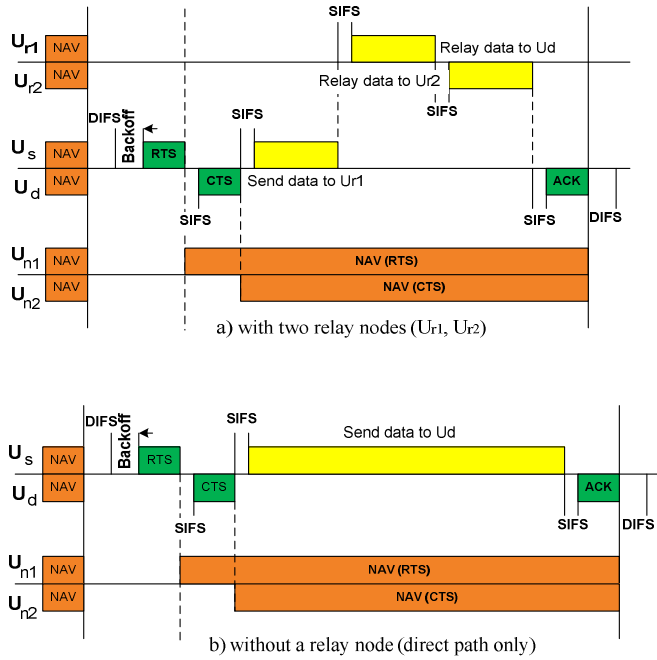 SIFS
Ur1 NAV Relay data to Ud
Ur2 NAV Relay data to Ur2
SIFS
DIFS Backoff SIFS
Us NAV RTS
Ud NAV CTS Send data to Ur1 ACK
SIFS SIFS DIFS
Un1 NAV NAV (RTS)
Un2 NAV NAV (CTS)
a) with two relay nodes (Ur1, Ur2)
DIFS Backoff SIFS
Send data to Ud
Us NAV RTS
Ud NAV CTS ACK
SIFS SIFS DIFS
Un1 NAV NAV (RTS)
Un2 NAV NAV (CTS)
b) without a relay node (direct path only)